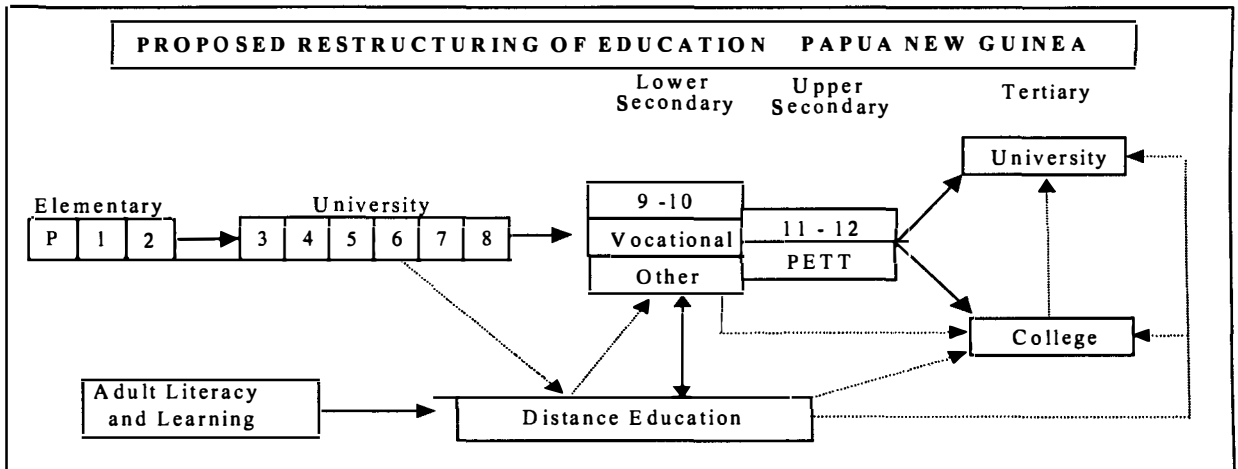 PROPOSED RESTRUCTURING OF EDUCATION PAPUA NEW GUINEA
Lower Secondary
Upper Secondary
Tertiary
University
Elementary
P 1 2
University
3 4 5 6 7 8
9 -10
Vocational
Other
11 - 12
PETT
College
Adult Literacy
and Learning
Distance Education